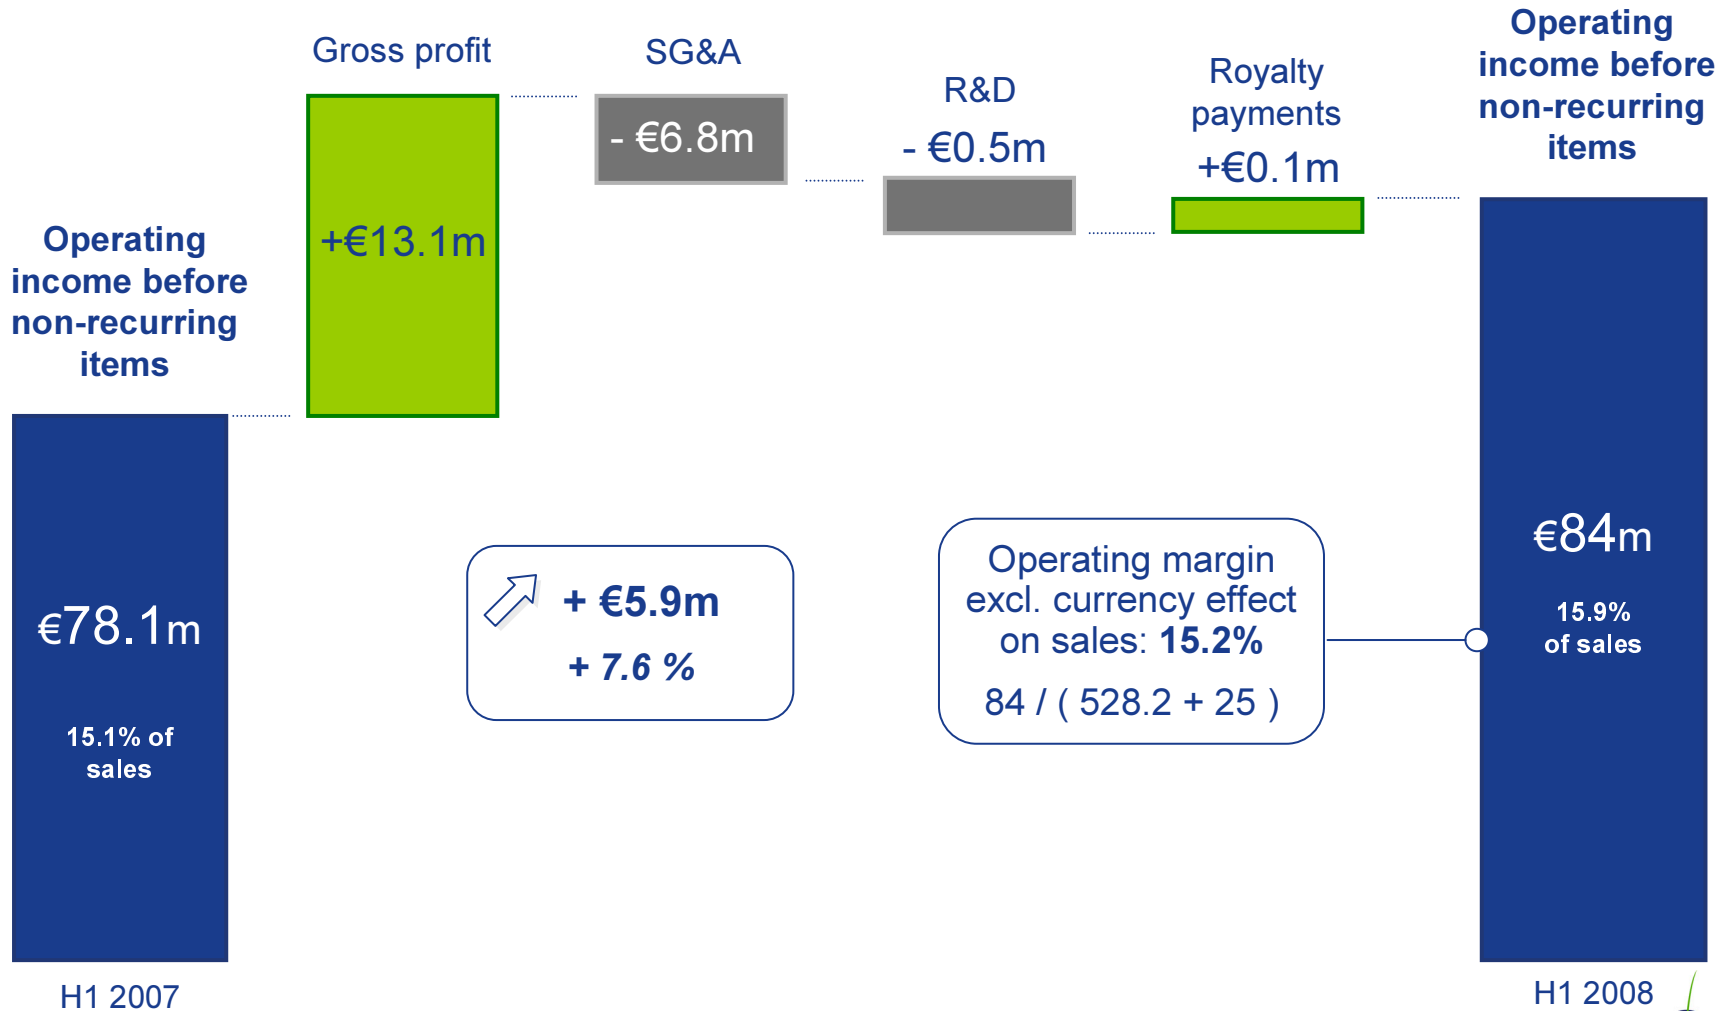 Operating
income before
non-recurring
items
€78.1m
15.1% of
sales
H1 2007
Gross profit
+€13.1m
SG&A
- €6.8m
R&D
- €0.5m
Royalty
payments
+€0.1m
+ €5.9m
+ 7.6 %
Operating margin
excl. currency effect
on sales: 15.2%
84 / ( 528.2 + 25 )
Operating
income before
non-recurring
items
€84m
15.9%
of sales
H1 2008